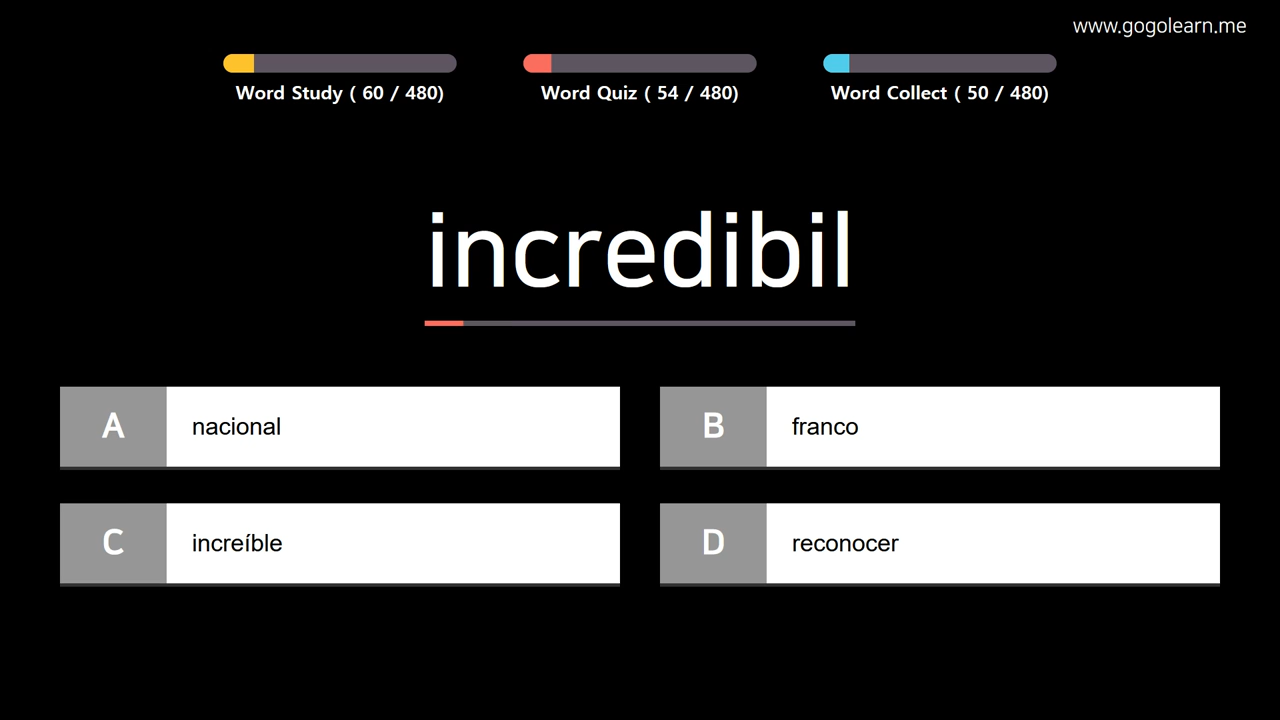 www.gogolearn.me
Word Study ( 60 / 480)
Word Quiz ( 54 / 480)
Word Collect ( 50 / 480)
incredibil
A nacional
B franco
C increíble
D reconocer